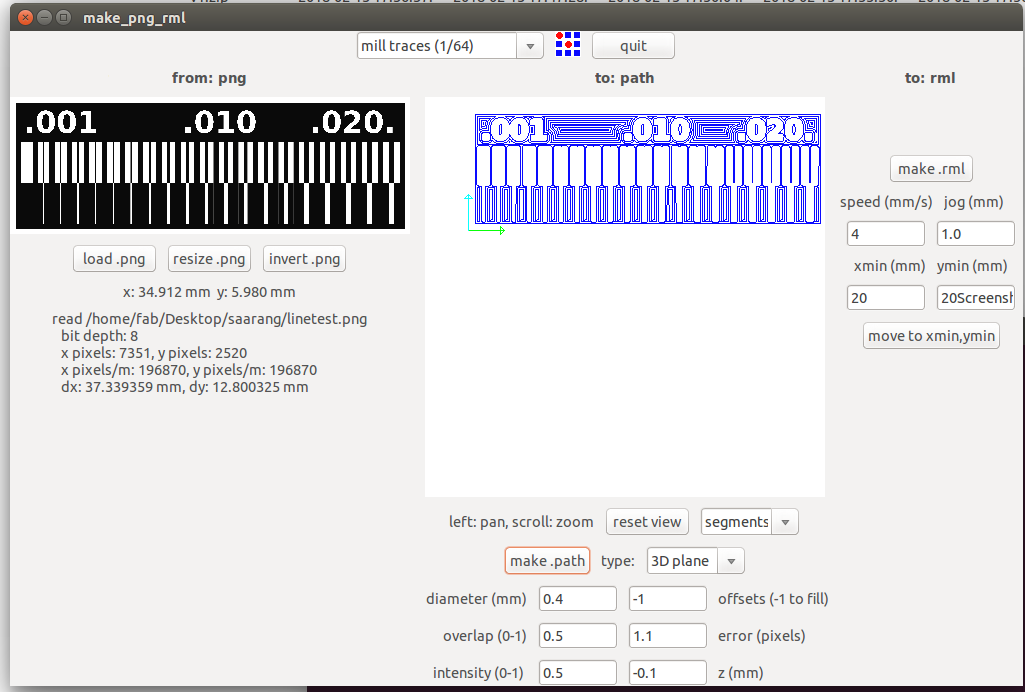 make_png_rml
mill traces (1/64)
quit
from: png
to: path
to: rml
.001 .010 .020.
.001 .010 .020.
make .rml
speed (mm/s) jog (mm)
4 1.0
xmin (mm) ymin (mm)
20 20Screensh
move to xmin,ymin
load .png resize .png invert .png
x: 34.912 mm y: 5.980 mm
read /home/fab/Desktop/saarang/linetest.png
bit depth: 8
x pixels: 7351, y pixels: 2520
x pixels/m: 196870, y pixels/m: 196870
dx: 37.339359 mm, dy: 12.800325 mm
left: pan, scroll: zoom reset view segments
make .path type: 3D plane
diameter (mm) 0.4 -1 offsets (-1 to fill)
overlap (0-1) 0.5 1.1 error (pixels)
intensity (0-1) 0.5 -0.1 z (mm)